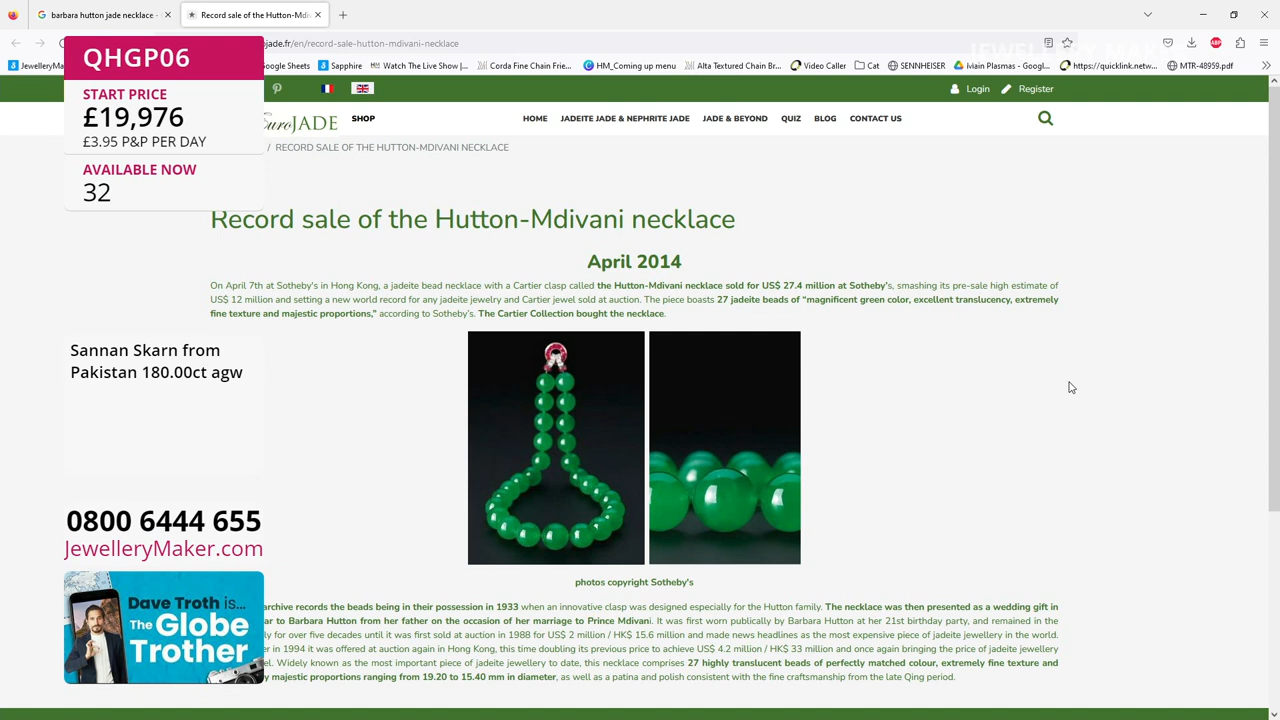 barbara hutton jade necklace -
Record sale of the Hutton-Mdiv
jade.fr/en/record-sale-hutton-mdivani-necklace
JEWELLERY MAKER
JewelleryMa
Google Sheets
Sapphire
Watch The Live Show |...
Corda Fine Chain Frie...
HM_Coming up menu
Alta Textured Chain Br...
Video Caller
Cat
SENNHEISER
Main Plasmas - Googl...
https://quicklink.netw...
MTR-48959.pdf
QHGP06
START PRICE
£19,976
£3.95 P&P PER DAY
AVAILABLE NOW
32
Login
Register
EuroJADE
SHOP
HOME
JADEITE JADE & NEPHRITE JADE
JADE & BEYOND
QUIZ
BLOG
CONTACT US
/ RECORD SALE OF THE HUTTON-MDIVANI NECKLACE
Record sale of the Hutton-Mdivani necklace
April 2014
On April 7th at Sotheby's in Hong Kong, a jadeite bead necklace with a Cartier clasp called the Hutton-Mdivani necklace sold for US$ 27.4 million at Sotheby's, smashing its pre-sale high estimate of
US$ 12 million and setting a new world record for any jadeite jewelry and Cartier jewel sold at auction. The piece boasts 27 jadeite beads of "magnificent green color, excellent translucency, extremely
fine texture and majestic proportions," according to Sotheby's. The Cartier Collection bought the necklace.
Sannan Skarn from
Pakistan 180.00ct agw
0800 6444 655
JewelleryMaker.com
Dave Troth is...
The Globe
Trother
photos copyright Sotheby's
archive records the beads being in their possession in 1933 when an innovative clasp was designed especially for the Hutton family. The necklace was then presented as a wedding gift in
ar to Barbara Hutton from her father on the occasion of her marriage to Prince Mdivani. It was first worn publically by Barbara Hutton at her 21st birthday party, and remained in the
ly for over five decades until it was first sold at auction in 1988 for US$ 2 million / HK$ 15.6 million and made news headlines as the most expensive piece of jadeite jewellery in the world.
er in 1994 it was offered at auction again in Hong Kong, this time doubling its previous price to achieve US$ 4.2 million / HK$ 33 million and once again bringing the price of jadeite jewellery
el. Widely known as the most important piece of jadeite jewellery to date, this necklace comprises 27 highly translucent beads of perfectly matched colour, extremely fine texture and
y majestic proportions ranging from 19.20 to 15.40 mm in diameter, as well as a patina and polish consistent with the fine craftsmanship from the late Qing period.